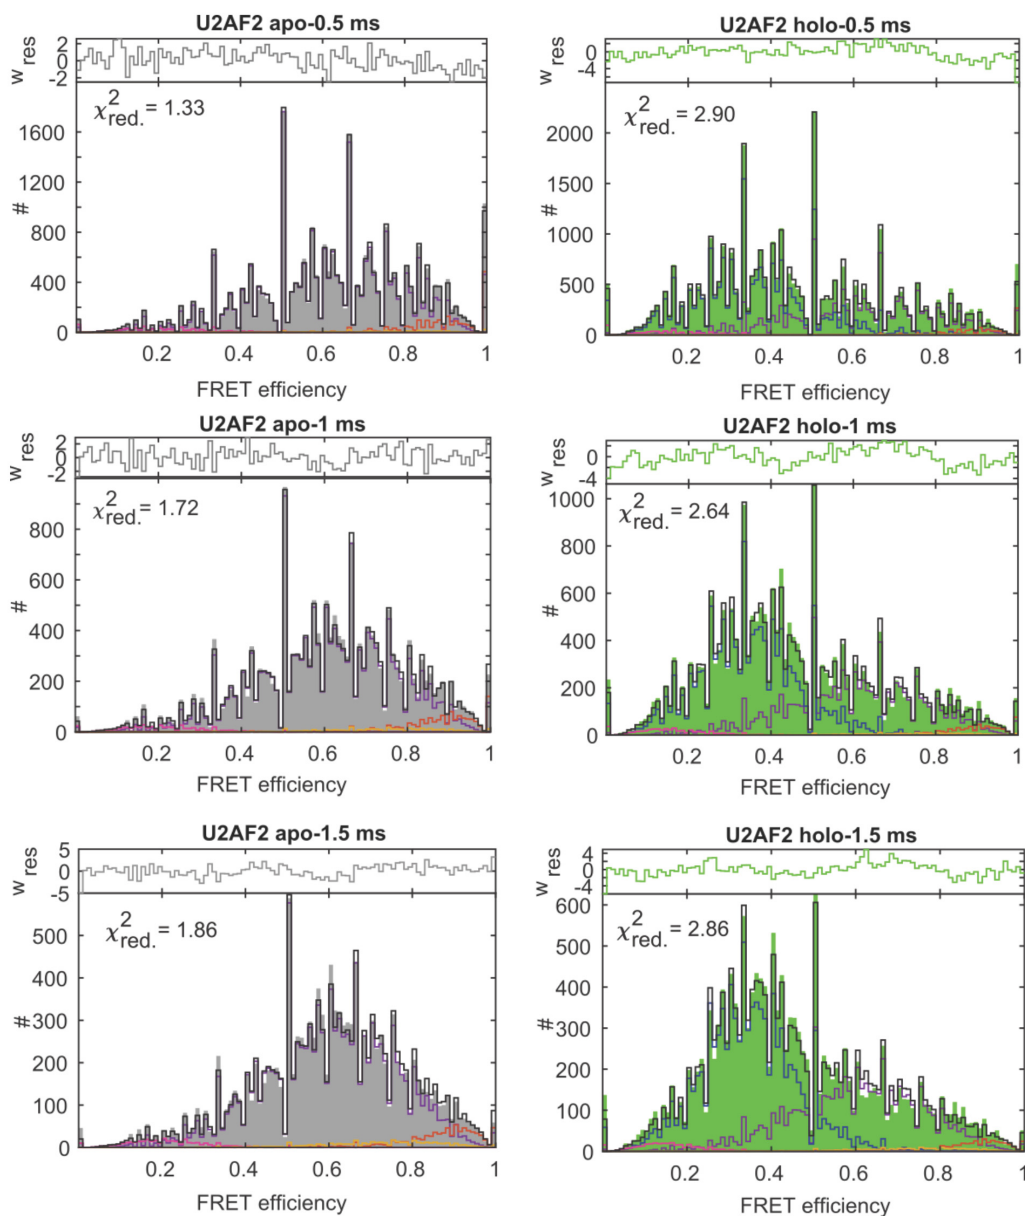 U2AF2 apo-0.5 ms
w res
2
0
-2
χ²red. = 1.33
#
1600
1200
800
400
0
0.2 0.4 0.6 0.8 1
FRET efficiency
U2AF2 holo-0.5 ms
w res
0
-4
χ²red. = 2.90
#
2000
1500
1000
500
0
0.2 0.4 0.6 0.8 1
FRET efficiency
U2AF2 apo-1 ms
w res
2
0
-2
χ²red. = 1.72
#
800
600
400
200
0
0.2 0.4 0.6 0.8 1
FRET efficiency
U2AF2 holo-1 ms
w res
0
-4
χ²red. = 2.64
#
1000
800
600
400
200
0
0.2 0.4 0.6 0.8 1
FRET efficiency
U2AF2 apo-1.5 ms
w res
5
0
-5
χ²red. = 1.86
#
500
400
300
200
100
0
0.2 0.4 0.6 0.8 1
FRET efficiency
U2AF2 holo-1.5 ms
w res
4
0
-4
χ²red. = 2.86
#
600
500
400
300
200
100
0
0.2 0.4 0.6 0.8 1
FRET efficiency